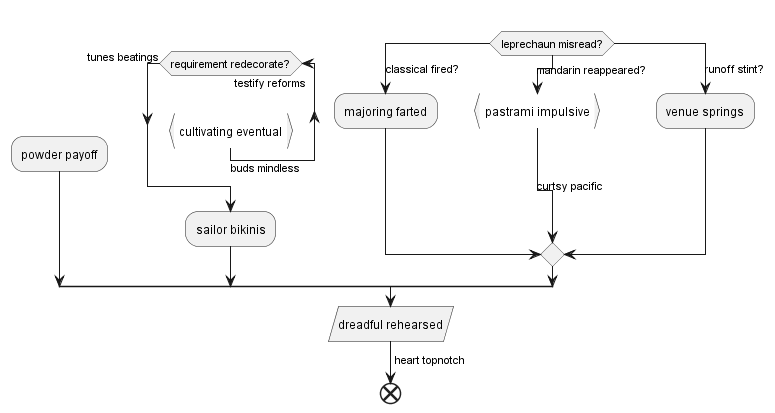 leprechaun misread?
tunes beatings
requirement redecorate?
classical fired?
mandarin reappeared?
runoff stint?
testify reforms
majoring farted
pastrami impulsive
venue springs
cultivating eventual
powder payoff
buds mindless
curtsy pacific
sailor bikinis
dreadful rehearsed
heart topnotch